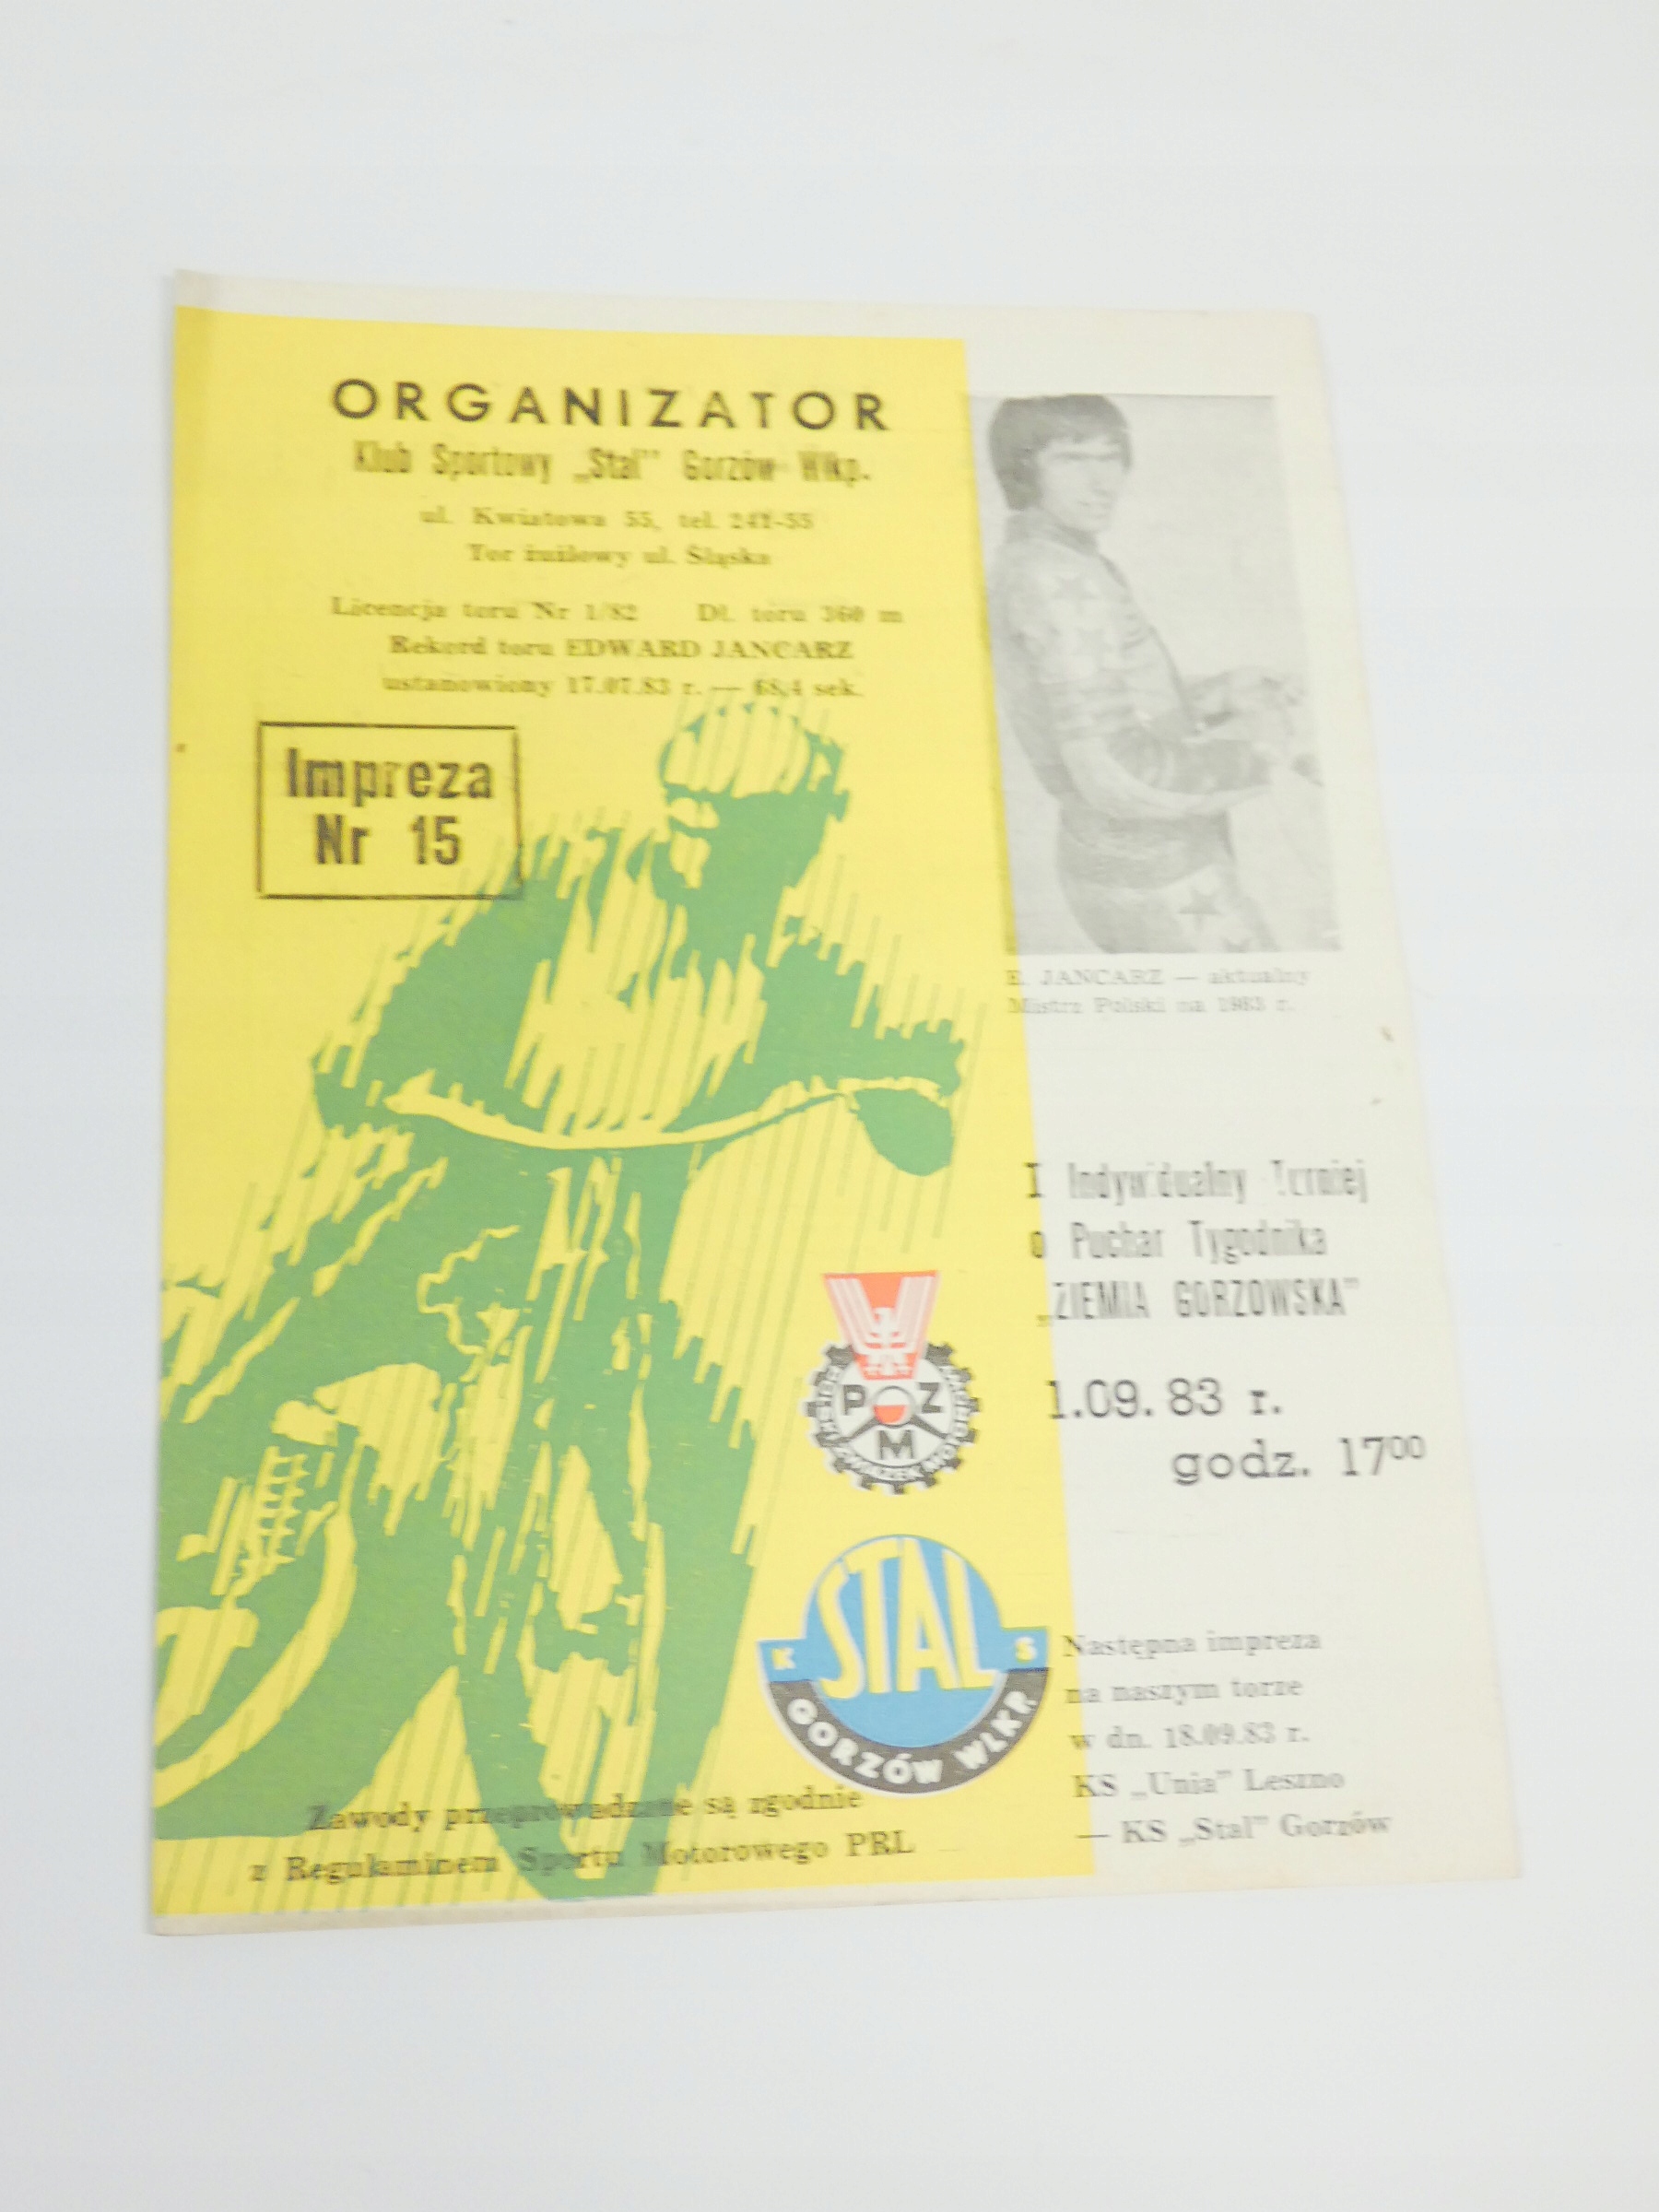 ORGANIZATOR
Klub Sportowy „Stal” Gorzów Wlkp.
ul. Kwiatowa 55, tel. 241-55
Tor żużlowy ul. Śląska
Licencja toru Nr 1/82 Dł. toru 360 m
Rekord toru EDWARD JANCARZ
ustanowiony 17.07.83 r. — 68,4 sek.
Impreza
Nr 15
E. JANCARZ — aktualny
Mistrz Polski na 1983 r.
I Indywidualny Turniej
o Puchar Tygodnika
„ZIEMIA GORZOWSKA”
1.09.83 r.
godz. 17⁰⁰
P Z
M
STAL
K S
GORZÓW WLKP.
Następna impreza
na naszym torze
w dn. 18.09.83 r.
KS „Unia” Leszno
— KS „Stal” Gorzów
Zawody przeprowadzane są zgodnie
z Regulaminem Sportu Motorowego PRL